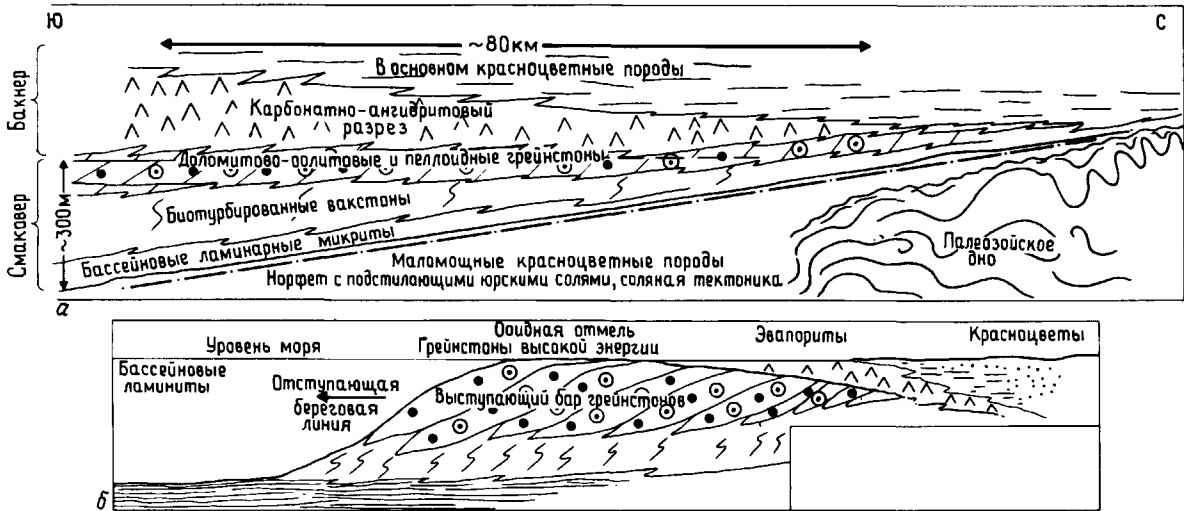 Ю
С
~80км
В основном красноцветные породы
Бакнер
Карбонатно-ангидритовый
разрез
Доломитово-оолитовые и пеллоидные грейнстоны
Смакавер
~300м
Биотурбированные вакстоны
Бассейновые ламинарные микриты
Маломощные красноцветные породы
Норфлет с подстилающими юрскими солями, соляная тектоника
Палеозойское
дно
а
Уровень моря
Ооидная отмель
Грейнстоны высокой энергии
Эвапориты
Красноцветы
Бассейновые
ламиниты
Отступающая
береговая
линия
Выступающий бар грейнстонов
б